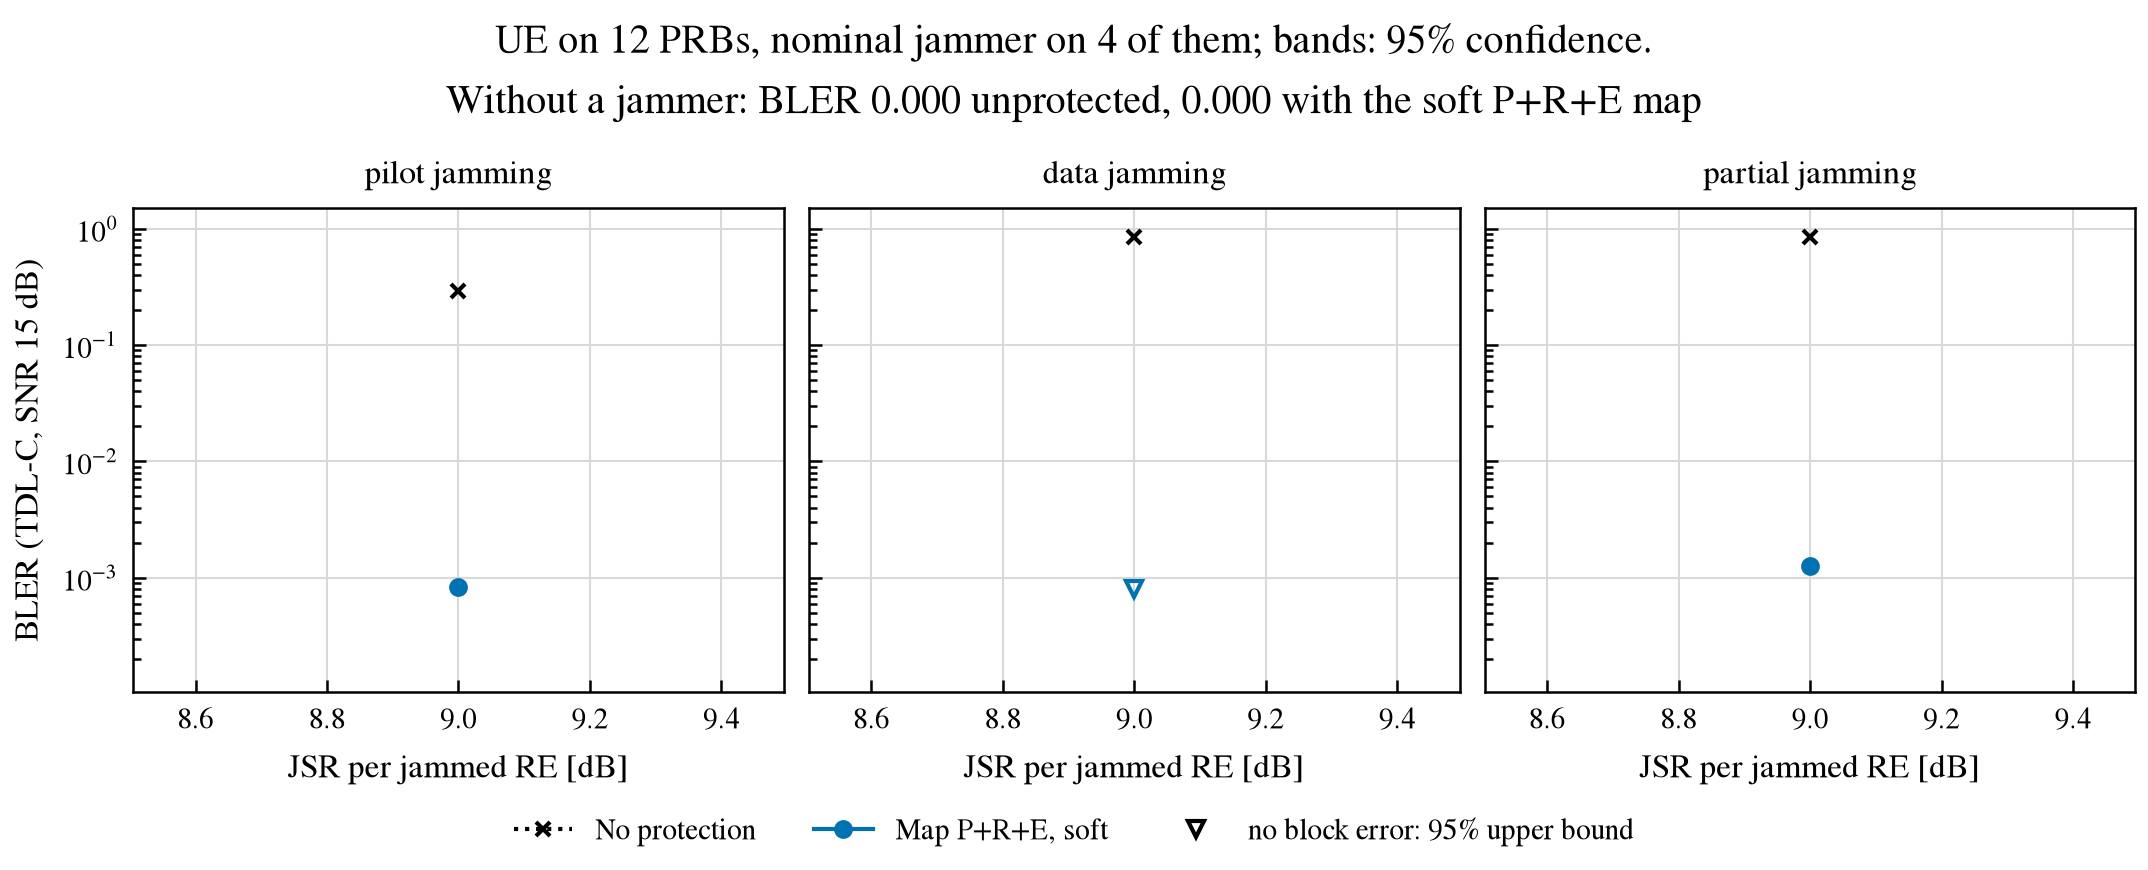 UE on 12 PRBs, nominal jammer on 4 of them; bands: 95% confidence.
Without a jammer: BLER 0.000 unprotected, 0.000 with the soft P+R+E map
pilot jamming
data jamming
partial jamming
BLER (TDL-C, SNR 15 dB)
10⁰
10⁻¹
10⁻²
10⁻³
8.6 8.8 9.0 9.2 9.4
8.6 8.8 9.0 9.2 9.4
8.6 8.8 9.0 9.2 9.4
JSR per jammed RE [dB]
JSR per jammed RE [dB]
JSR per jammed RE [dB]
No protection
Map P+R+E, soft
no block error: 95% upper bound